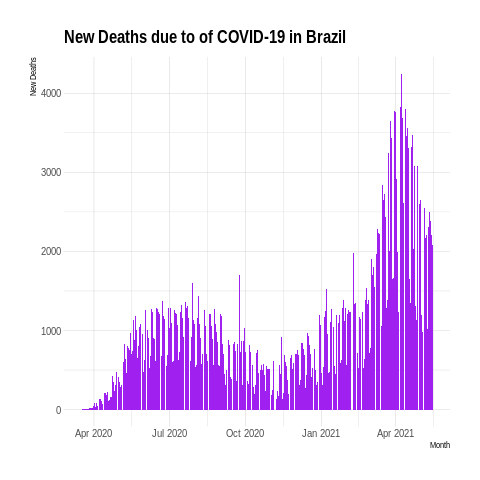 New Deaths due to of COVID-19 in Brazil
New Deaths
4000
3000
2000
1000
0
Apr 2020 Jul 2020 Oct 2020 Jan 2021 Apr 2021
Month